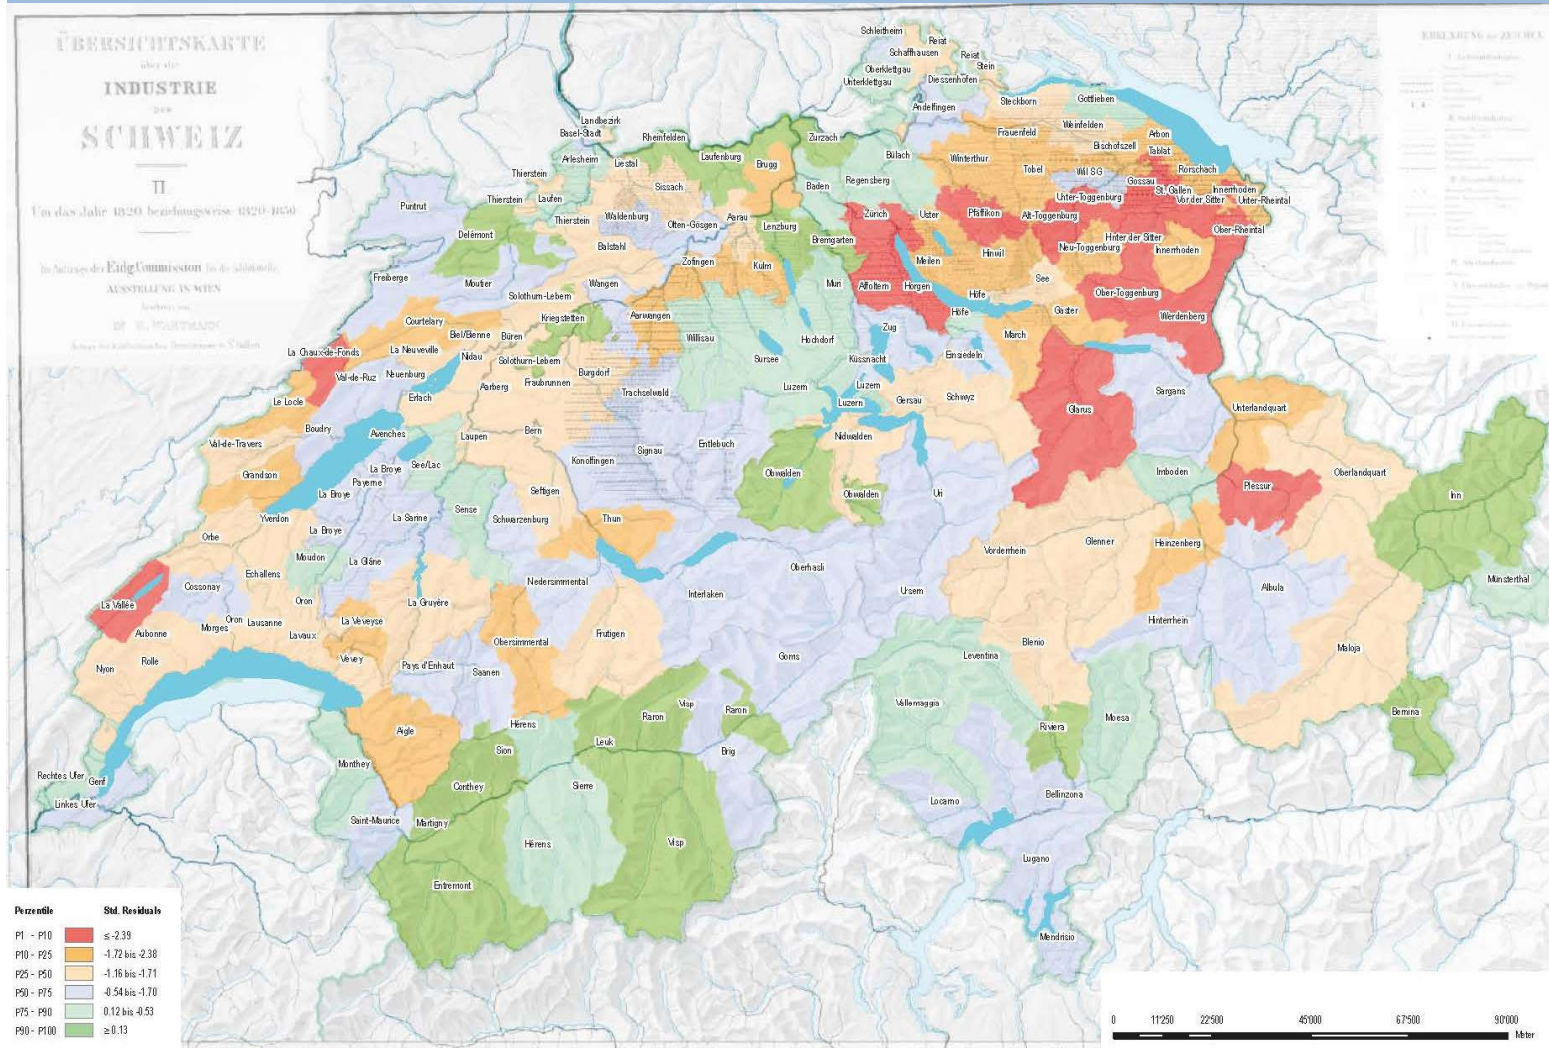 ÜBERSICHTSKARTE
über die
INDUSTRIE
DER
SCHWEIZ
II
Um das Jahr 1820 beziehungsweise 1820-1850
Im Auftrage der Eidg Commission für die
AUSSTELLUNG IN WIEN
ERKLÄRUNG der ZEICHEN
Schleitheim
Reiat
Schaffhausen
Reiat
Oberklettgau
Stein
Unterklettgau
Diessenhofen
Gottlieben
Steckborn
Andelfingen
Landbezirk
Basel-Stadt
Rheinfelden
Zurzach
Frauenfeld
Weinfelden
Arbon
Bischofszell
Tablat
Arlesheim
Liestal
Laufenburg
Brugg
Bülach
Winterthur
Tobel
Wil SG
Rorschach
Thierstein
Sissach
Baden
Regensberg
Gossau
St. Gallen
Innerrhoden
Vor der Sitter
Unter-Rheintal
Thierstein
Laufen
Unter-Toggenburg
Puntrut
Thierstein
Waldenburg
Olten-Gösgen
Aarau
Lenzburg
Zürich
Uster
Pfäffikon
Alt-Toggenburg
Ober-Rheintal
Delémont
Balstahl
Bremgarten
Hinter der Sitter
Neu-Toggenburg
Innerrhoden
Zofingen
Kulm
Meilen
Hinwil
Freiberge
Moutier
Wangen
Muri
Affoltern
Horgen
See
Solothurn-Lebern
Höfe
Ober-Toggenburg
Höfe
Gaster
Werdenberg
Kriegstetten
Aarwangen
Courtelary
Biel/Bienne
Büren
Zug
March
La Chaux-de-Fonds
La Neuveville
Nidau
Solothurn-Lebern
Willisau
Hochdorf
Küssnacht
Einsiedeln
Sursee
Val-de-Ruz
Neuenburg
Burgdorf
Fraubrunnen
Aarberg
Trachselwald
Luzern
Luzern
Sargans
Le Locle
Erlach
Luzern
Gersau
Schwyz
Glarus
Unterlandquart
Boudry
Avenches
Laupen
Bern
Nidwalden
Val-de-Travers
Signau
Entlebuch
See/Lac
Konolfingen
Grandson
La Broye
Payerne
Obwalden
Imboden
Oberlandquart
La Broye
Seftigen
Obwalden
Uri
Plessur
Inn
Yverdon
La Sarine
Sense
Schwarzenburg
Thun
La Broye
Orbe
Vorderrhein
Glenner
Heinzenberg
Moudon
La Glâne
Oberhasli
Echallens
Cossonay
Nedersimmental
Interlaken
Ursern
Albula
Münsterthal
La Vallée
Oron
La Gruyère
Oron
La Veveyse
Hinterrhein
Morges
Lausanne
Aubonne
Lavaux
Obersimmental
Frutigen
Blenio
Maloja
Nyon
Rolle
Vevey
Pays d'Enhaut
Saanen
Goms
Leventina
Vallemaggia
Visp
Raron
Raron
Moesa
Bernina
Aigle
Hérens
Riviera
Sion
Leuk
Brig
Monthey
Conthey
Sierre
Rechtes Ufer
Genf
Bellinzona
Linkes Ufer
Locarno
Saint-Maurice
Martigny
Hérens
Visp
Lugano
Entremont
Mendrisio
Perzentile Std. Residuals
P1 - P10 ≤ -2.39
P10 - P25 -1.72 bis -2.38
P25 - P50 -1.16 bis -1.71
P50 - P75 -0.54 bis -1.70
P75 - P90 0.12 bis -0.53
P90 - P100 ≥ 0.13
0 11'250 22'500 45'000 67'500 90'000
Meter